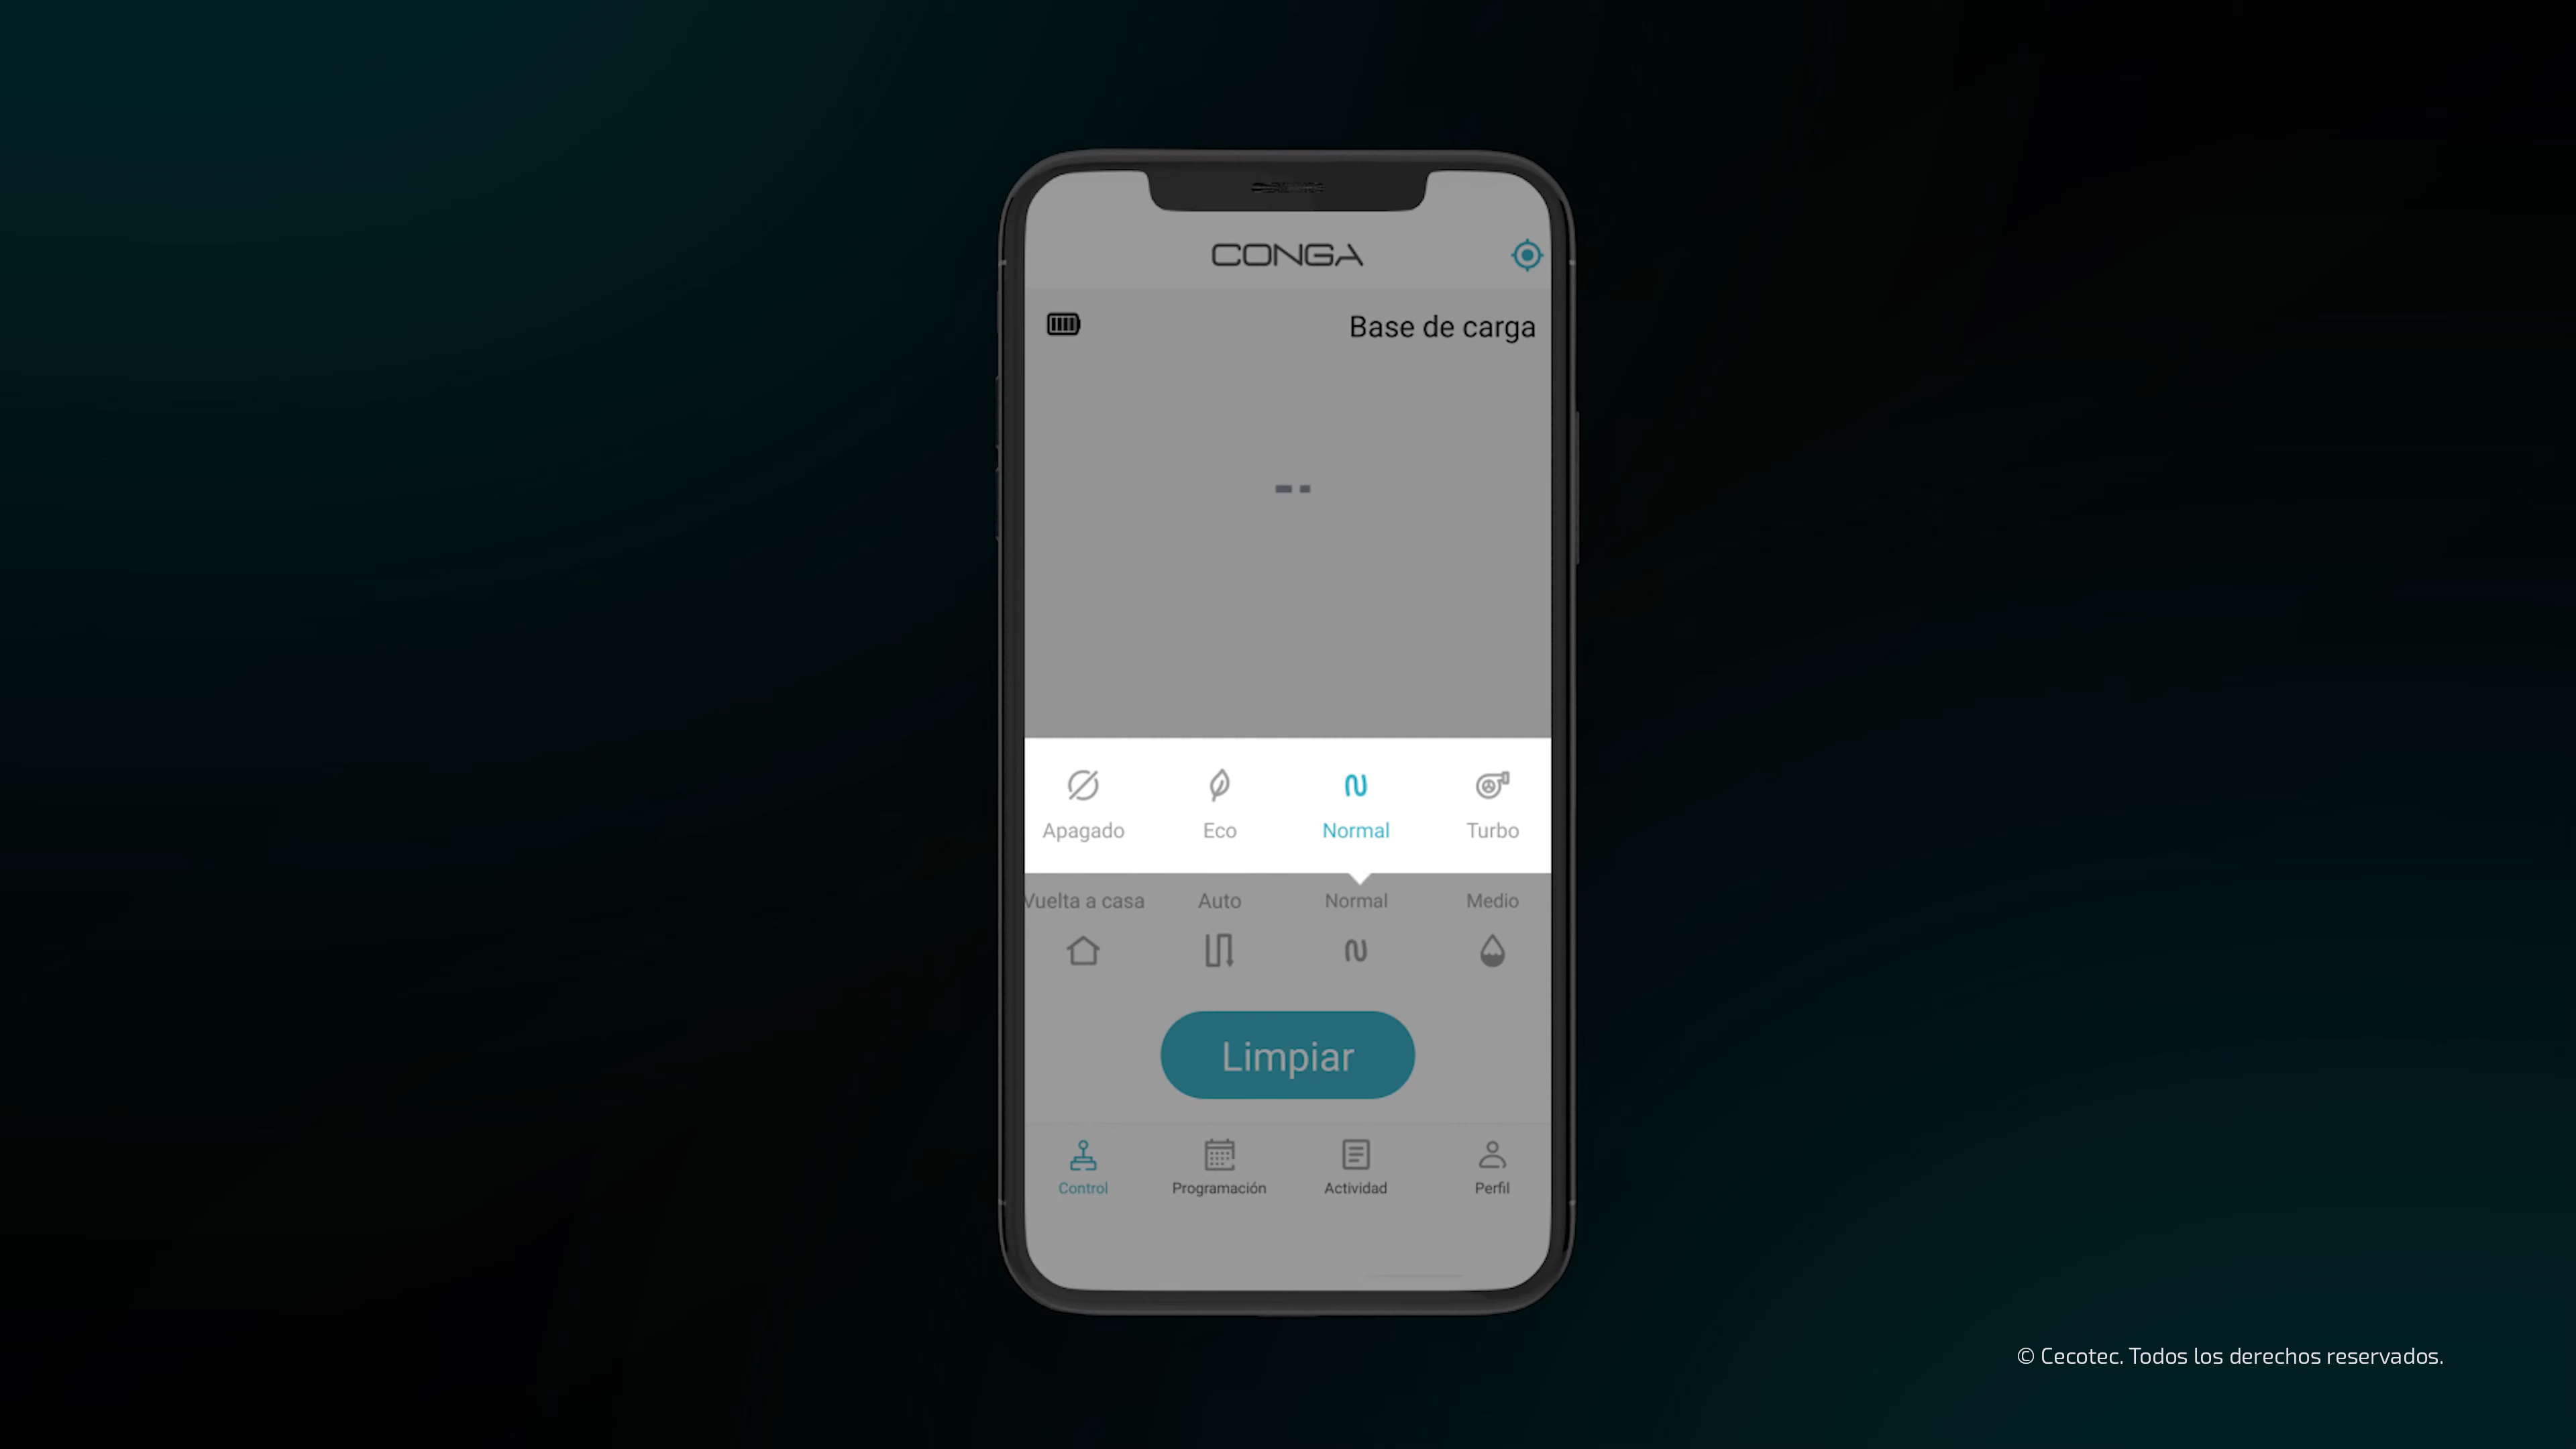 CONGA
Base de carga
Apagado Eco Normal Turbo
Vuelta a casa Auto Normal Medio
Limpiar
Control Programación Actividad Perfil
© Cecotec. Todos los derechos reservados.